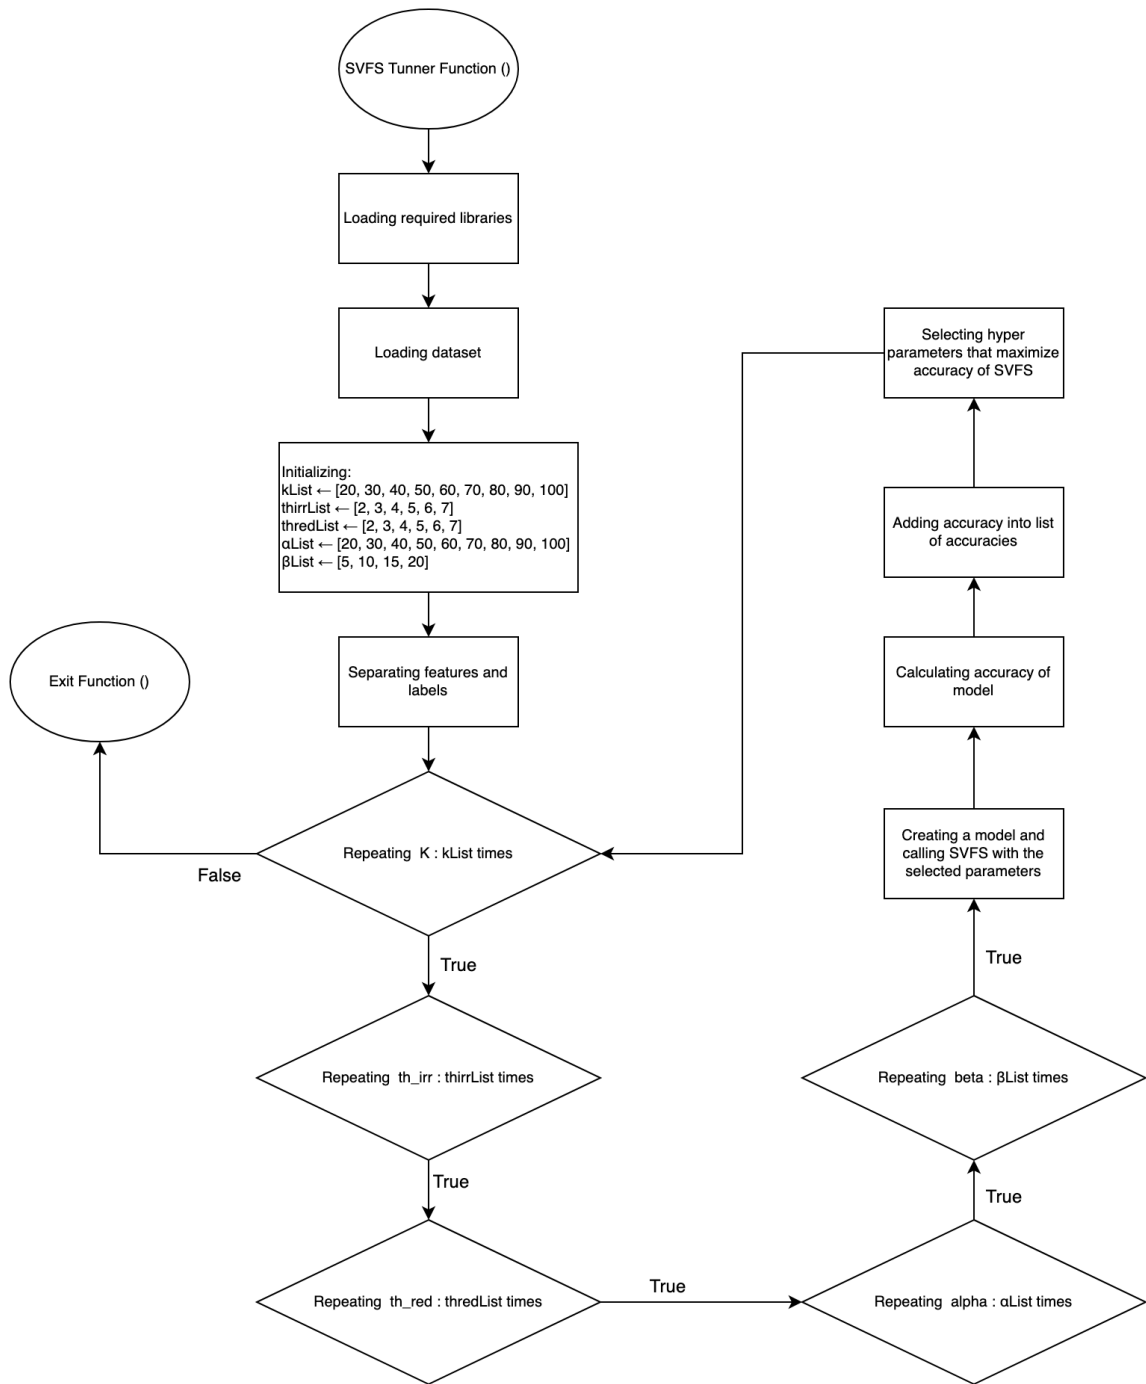 SVFS Tunner Function ()
Loading required libraries
Loading dataset
Initializing:
kList ← [20, 30, 40, 50, 60, 70, 80, 90, 100]
thirrList ← [2, 3, 4, 5, 6, 7]
thredList ← [2, 3, 4, 5, 6, 7]
αList ← [20, 30, 40, 50, 60, 70, 80, 90, 100]
βList ← [5, 10, 15, 20]
Separating features and
labels
Exit Function ()
Repeating K : kList times
False
True
Repeating th_irr : thirrList times
True
Repeating th_red : thredList times
True
Repeating alpha : αList times
True
Repeating beta : βList times
True
Creating a model and
calling SVFS with the
selected parameters
Calculating accuracy of
model
Adding accuracy into list
of accuracies
Selecting hyper
parameters that maximize
accuracy of SVFS